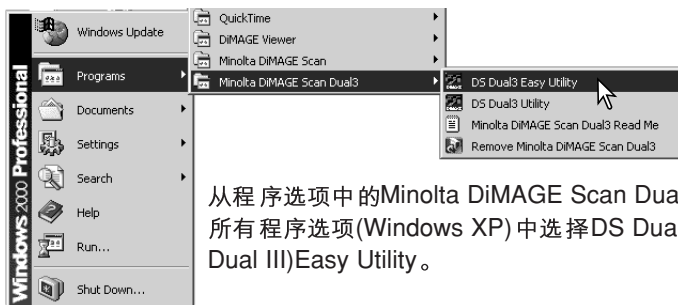 Windows 2000 Professional
Windows Update
Programs
Documents
Settings
Search
Help
Run...
Shut Down...
QuickTime
DiMAGE Viewer
Minolta DiMAGE Scan
Minolta DiMAGE Scan Dual3
DS Dual3 Easy Utility
DS Dual3 Utility
Minolta DiMAGE Scan Dual3 Read Me
Remove Minolta DiMAGE Scan Dual3
从程序选项中的Minolta DiMAGE Scan Dua
所有程序选项(Windows XP)中选择DS Dua
Dual III)Easy Utility。